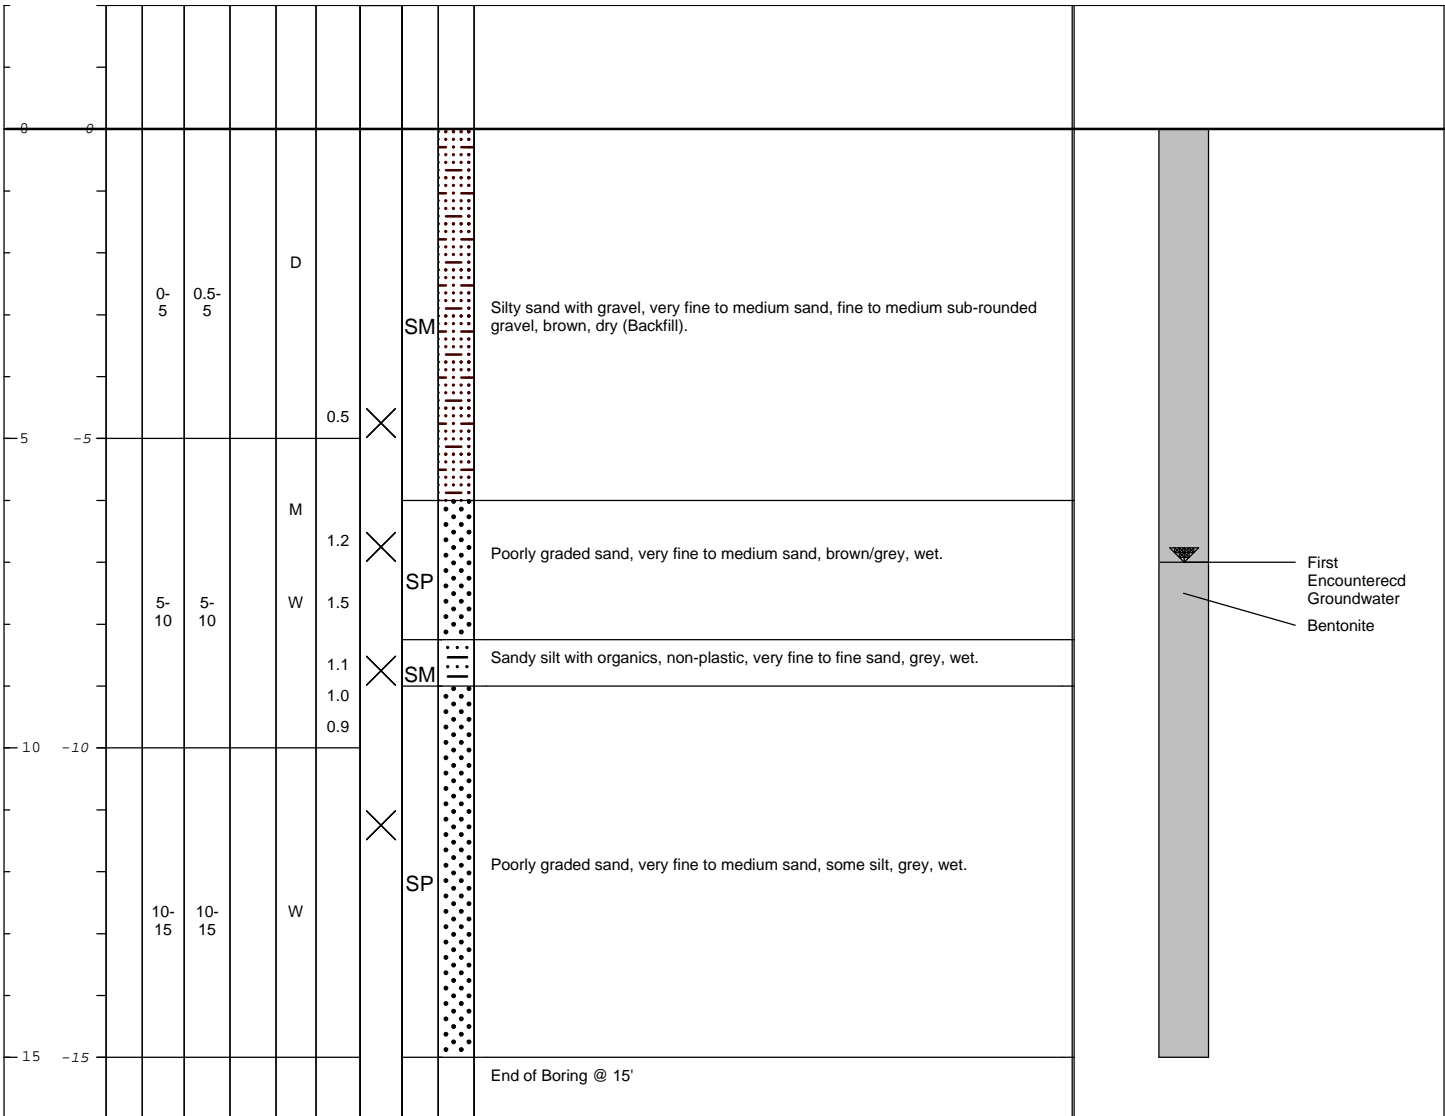 0 0
D
0-
5
0.5-
5
SM
Silty sand with gravel, very fine to medium sand, fine to medium sub-rounded
gravel, brown, dry (Backfill).
0.5
5 -5
M
1.2
Poorly graded sand, very fine to medium sand, brown/grey, wet.
SP
First
Encounterecd
Groundwater
5-
10
5-
10
W
1.5
Bentonite
1.1
SM
Sandy silt with organics, non-plastic, very fine to fine sand, grey, wet.
1.0
0.9
10 -10
Poorly graded sand, very fine to medium sand, some silt, grey, wet.
SP
10-
15
10-
15
W
15 -15
End of Boring @ 15'